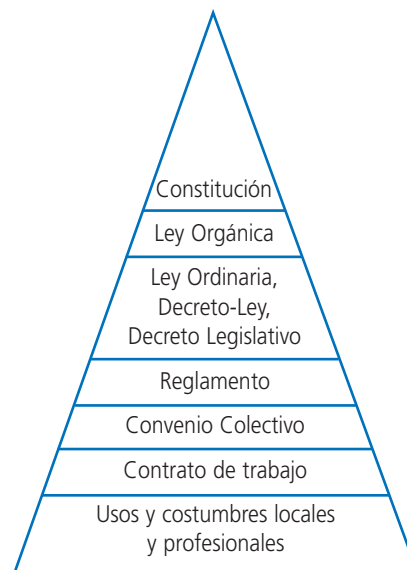 Constitución
Ley Orgánica
Ley Ordinaria,
Decreto-Ley,
Decreto Legislativo
Reglamento
Convenio Colectivo
Contrato de trabajo
Usos y costumbres locales
y profesionales